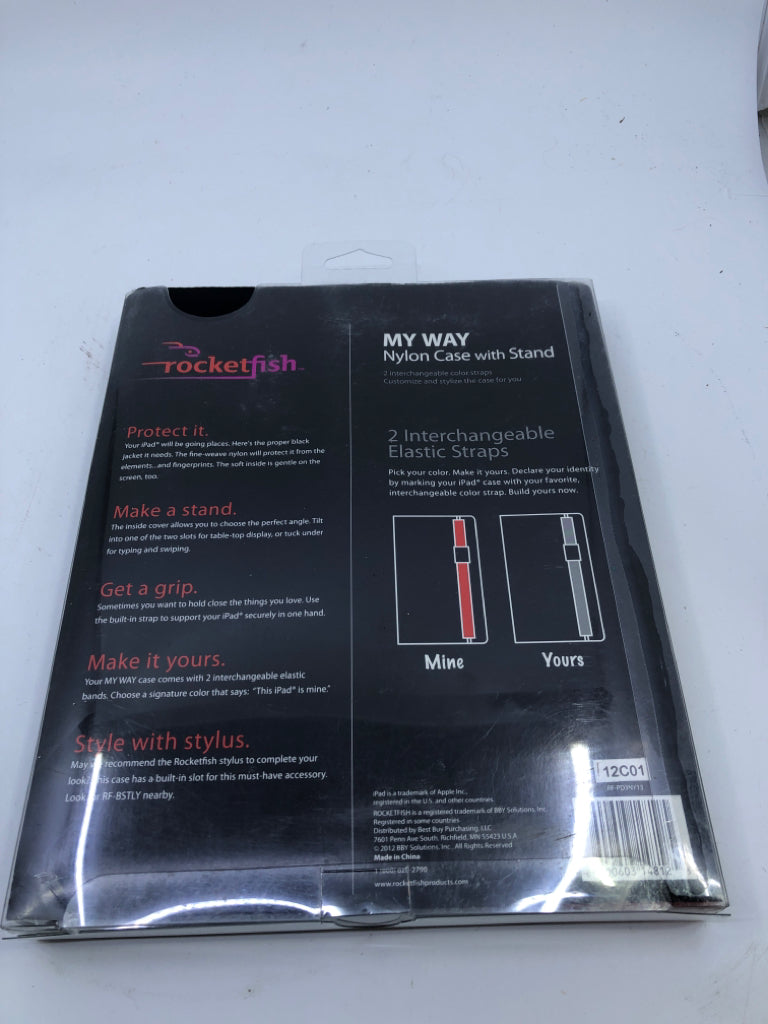 rocketfish
Protect it.
Your iPad® will be going places. Here's the proper black
jacket it needs. The fine-weave nylon will protect it from the
elements...and fingerprints. The soft inside is gentle on the
screen, too.
Make a stand.
The inside cover allows you to choose the perfect angle. Tilt
into one of the two slots for table-top display, or tuck under
for typing and swiping.
Get a grip.
Sometimes you want to hold close the things you love. Use
the built-in strap to support your iPad® securely in one hand.
Make it yours.
Your MY WAY case comes with 2 interchangeable elastic
bands. Choose a signature color that says: "This iPad® is mine."
Style with stylus.
May we recommend the Rocketfish stylus to complete your
look? This case has a built-in slot for this must-have accessory.
Look for RF-BSTLY nearby.
MY WAY
Nylon Case with Stand
2 interchangeable color straps
Customize and stylize the case for you
2 Interchangeable
Elastic Straps
Pick your color. Make it yours. Declare your identity
by marking your iPad® case with your favorite,
interchangeable color strap. Build yours now.
Mine
Yours
iPad is a trademark of Apple Inc.,
registered in the U.S. and other countries.
ROCKETFISH is a registered trademark of BBY Solutions, Inc.
Registered in some countries.
Distributed by Best Buy Purchasing, LLC
7601 Penn Ave South, Richfield, MN 55423 U.S.A.
© 2012 BBY Solutions, Inc. All Rights Reserved
Made in China
www.rocketfishproducts.com
12C01